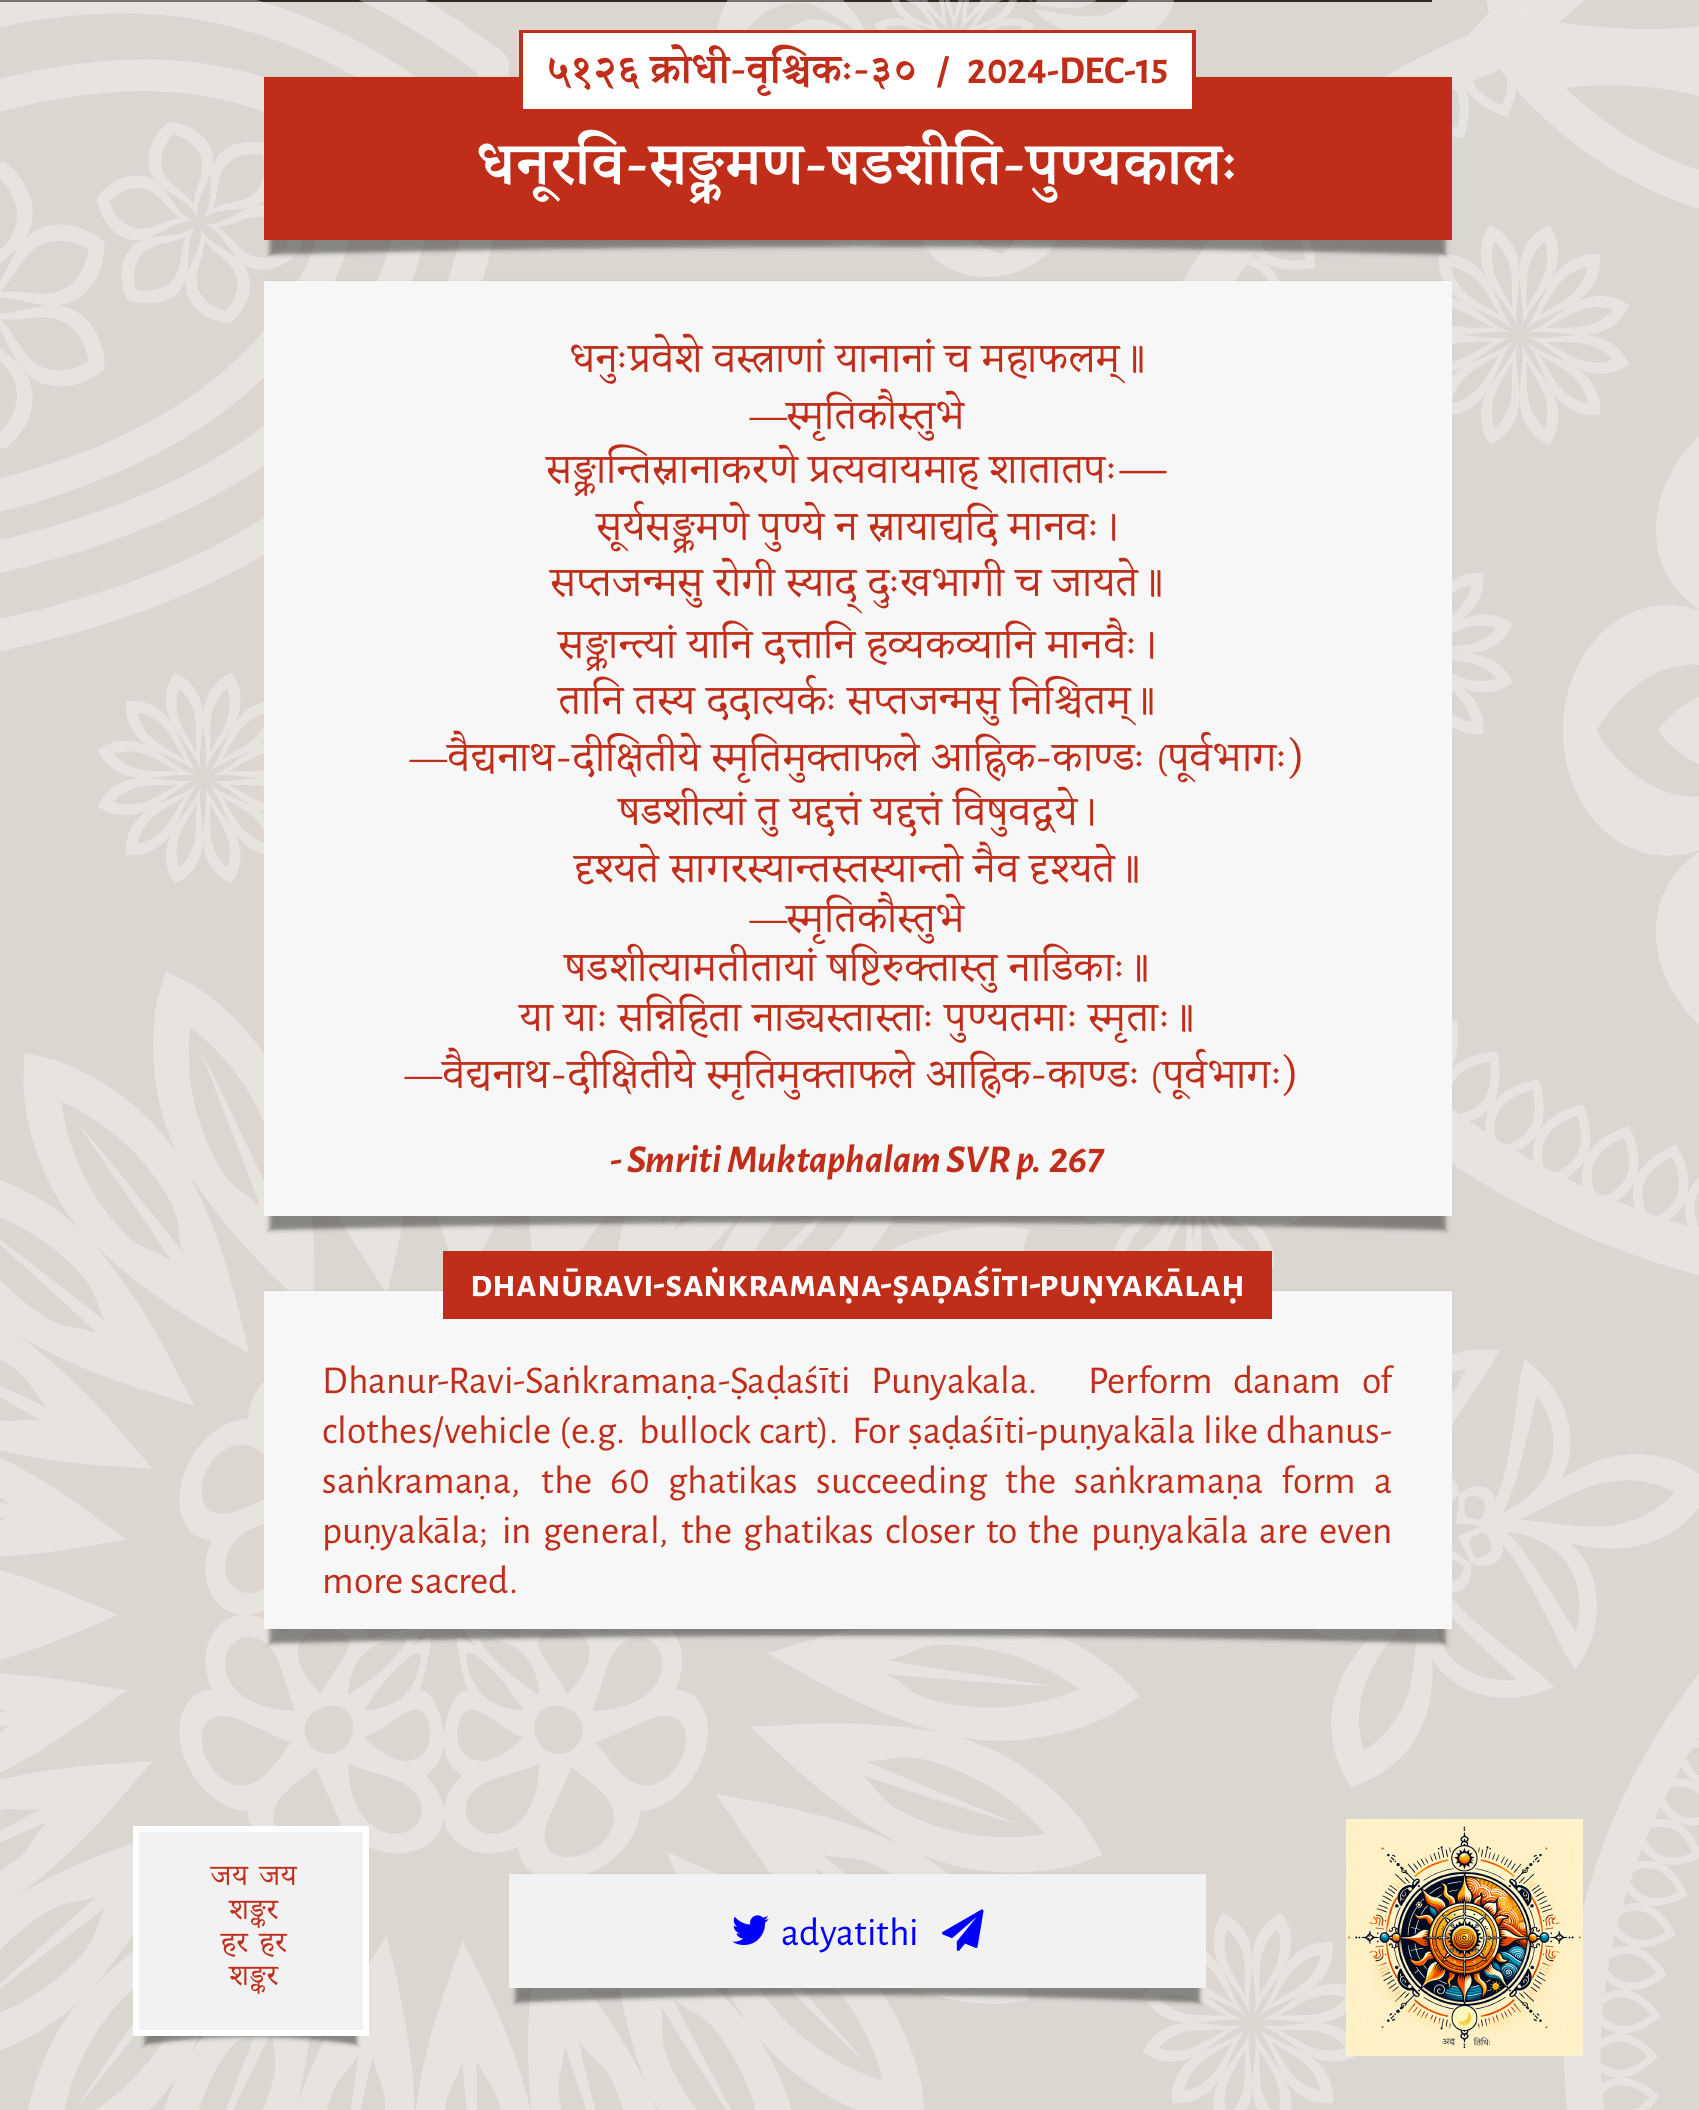 ५१२६ क्रोधी-वृश्चिकः-३० / 2024-DEC-15
धनूरवि-सङ्क्रमण-षडशीति-पुण्यकालः
धनुःप्रवेशे वस्त्राणां यानानां च महाफलम्॥
—स्मृतिकौस्तुभे
सङ्क्रान्तिस्नानाकरणे प्रत्यवायमाह शातातपः—
सूर्यसङ्क्रमणे पुण्ये न स्नायाद्यदि मानवः।
सप्तजन्मसु रोगी स्याद् दुःखभागी च जायते॥
सङ्क्रान्त्यां यानि दत्तानि हव्यकव्यानि मानवैः।
तानि तस्य ददात्यर्कः सप्तजन्मसु निश्चितम्॥
—वैद्यनाथ-दीक्षितीये स्मृतिमुक्ताफले आह्निक-काण्डः (पूर्वभागः)
षडशीत्यां तु यद्दत्तं यद्दत्तं विषुवद्वये।
दृश्यते सागरस्यान्तस्तस्यान्तो नैव दृश्यते॥
—स्मृतिकौस्तुभे
षडशीत्यामतीतायां षष्टिरुक्तास्तु नाडिकाः॥
या याः सन्निहिता नाड्यस्तास्ताः पुण्यतमाः स्मृताः॥
—वैद्यनाथ-दीक्षितीये स्मृतिमुक्ताफले आह्निक-काण्डः (पूर्वभागः)
- Smriti Muktaphalam SVR p. 267
DHANŪRAVI-SAṄKRAMAṆA-ṢAḌAŚĪTI-PUṆYAKĀLAḤ
Dhanur-Ravi-Saṅkramaṇa-Ṣaḍaśīti Punyakala. Perform danam of
clothes/vehicle (e.g. bullock cart). For ṣaḍaśīti-puṇyakāla like dhanus-
saṅkramaṇa, the 60 ghatikas succeeding the saṅkramaṇa form a
puṇyakāla; in general, the ghatikas closer to the puṇyakāla are even
more sacred.
जय जय
शङ्कर
हर हर
शङ्कर
adyatithi
अद्य तिथिः